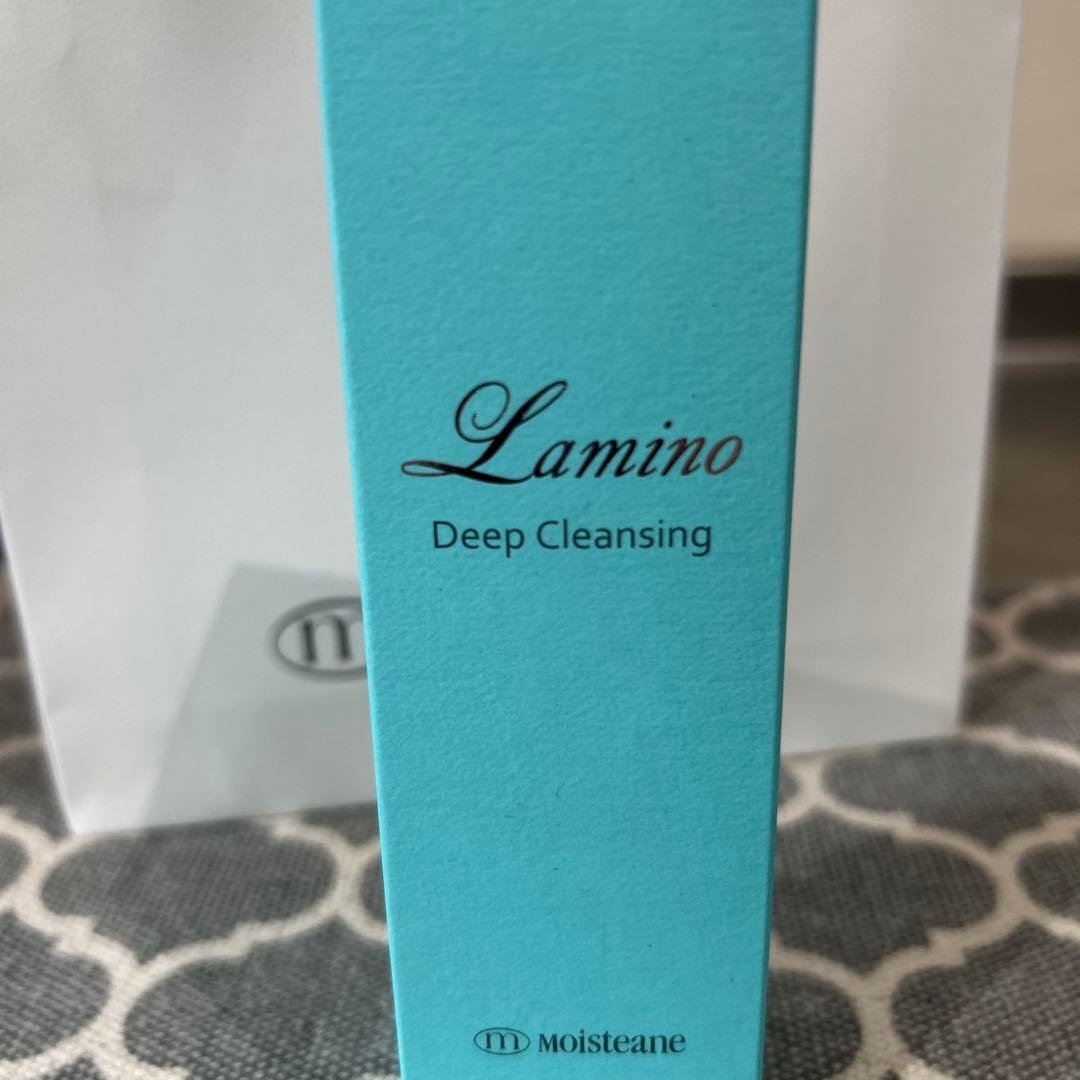 Lamino
Deep Cleansing
m
m Moisteane